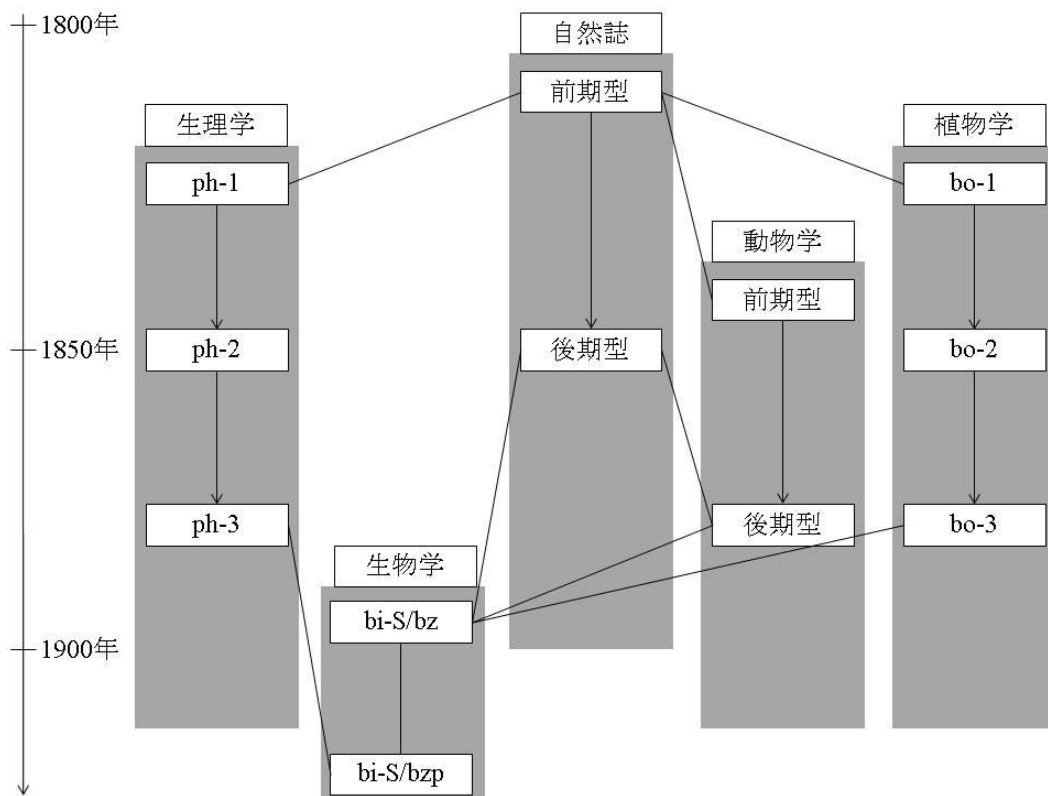 1800年
自然誌
前期型
生理学
植物学
ph-1
bo-1
動物学
前期型
1850年
ph-2
後期型
bo-2
ph-3
後期型
bo-3
生物学
bi-S/bz
1900年
bi-S/bzp